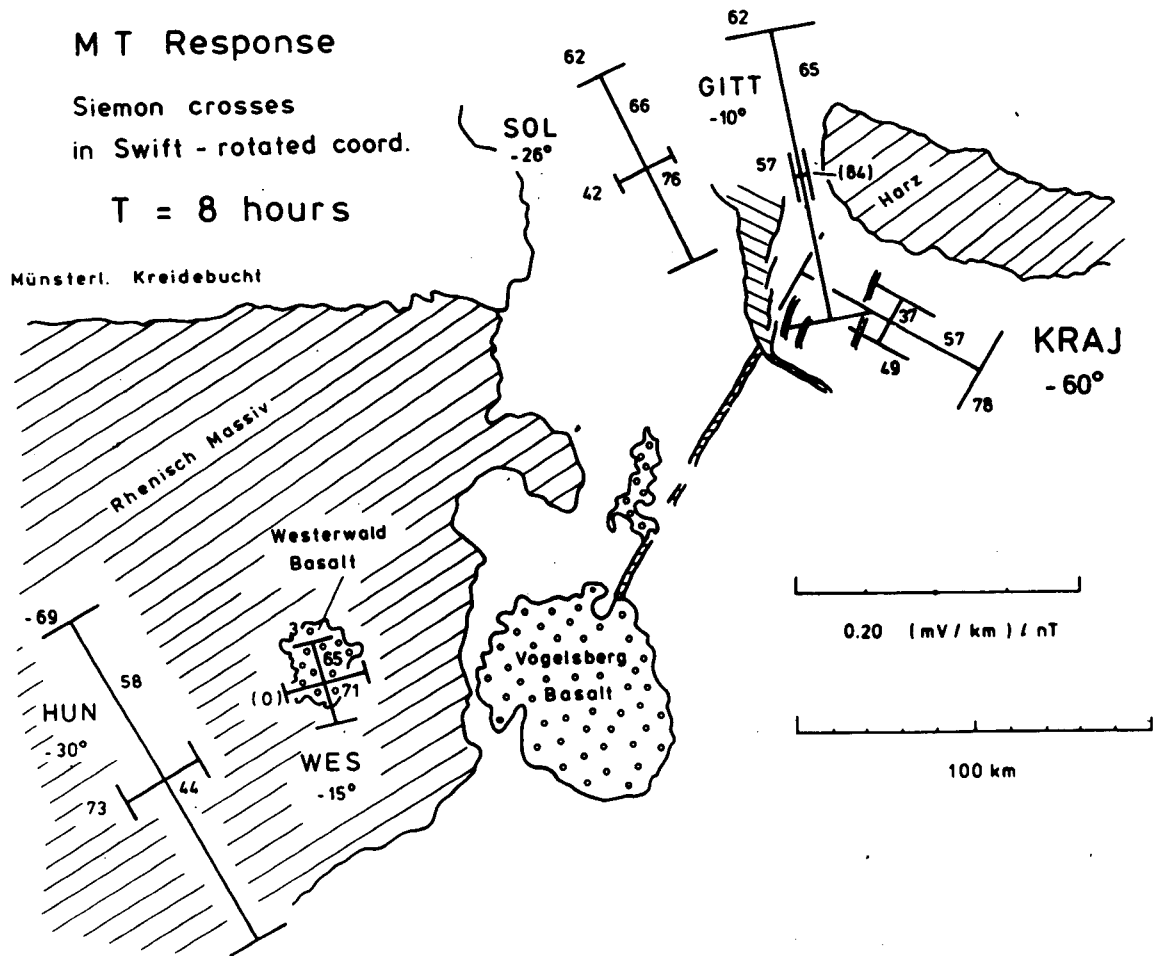 M T Response
Siemon crosses
in Swift - rotated coord.
T = 8 hours
Münsterl. Kreidebucht
SOL
-26°
62
66
42
76
62
65
GITT
-10°
57
(84)
Harz
37
57
49
78
KRAJ
-60°
Rhenisch Massiv
Westerwald
Basalt
3
65
(0)
71
WES
-15°
-69
58
HUN
-30°
73
44
Vogelsberg
Basalt
0.20 (mV / km) / nT
100 km